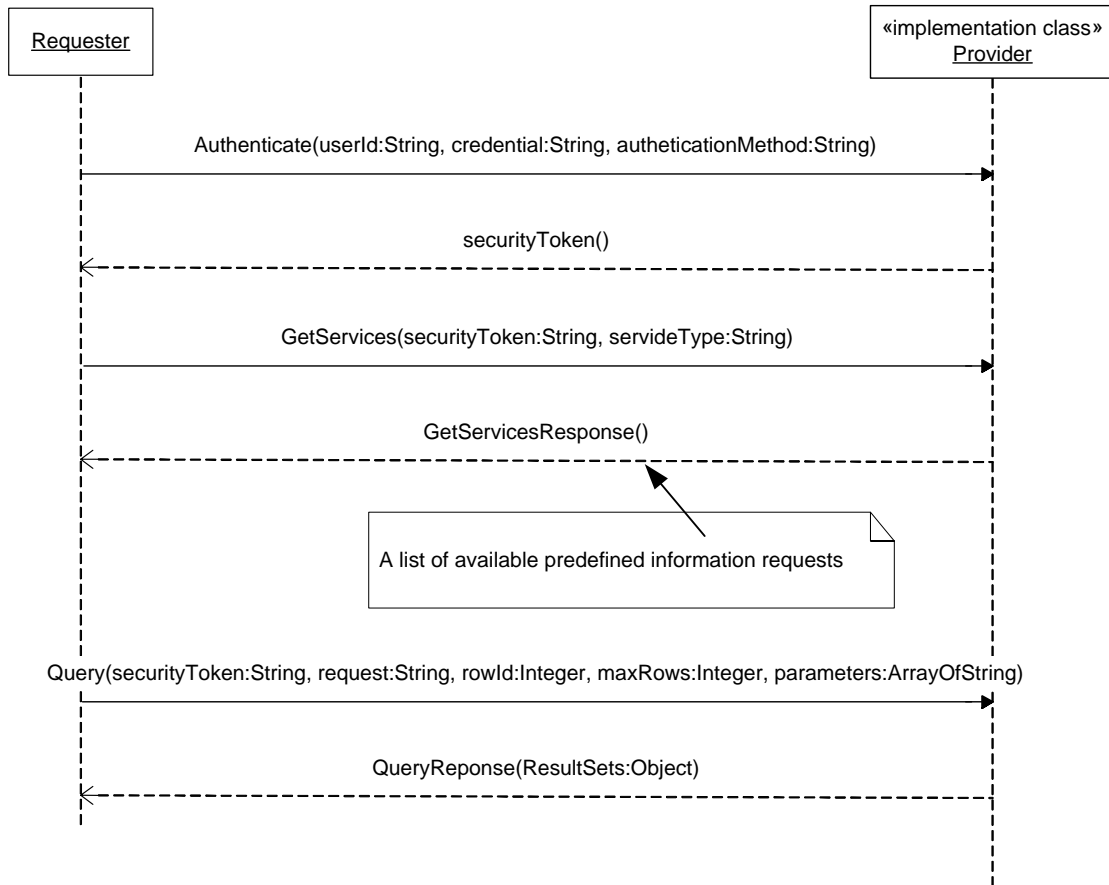 Requester
«implementation class»
Provider
Authenticate(userId:String, credential:String, autheticationMethod:String)
securityToken()
GetServices(securityToken:String, servideType:String)
GetServicesResponse()
A list of available predefined information requests
Query(securityToken:String, request:String, rowId:Integer, maxRows:Integer, parameters:ArrayOfString)
QueryReponse(ResultSets:Object)